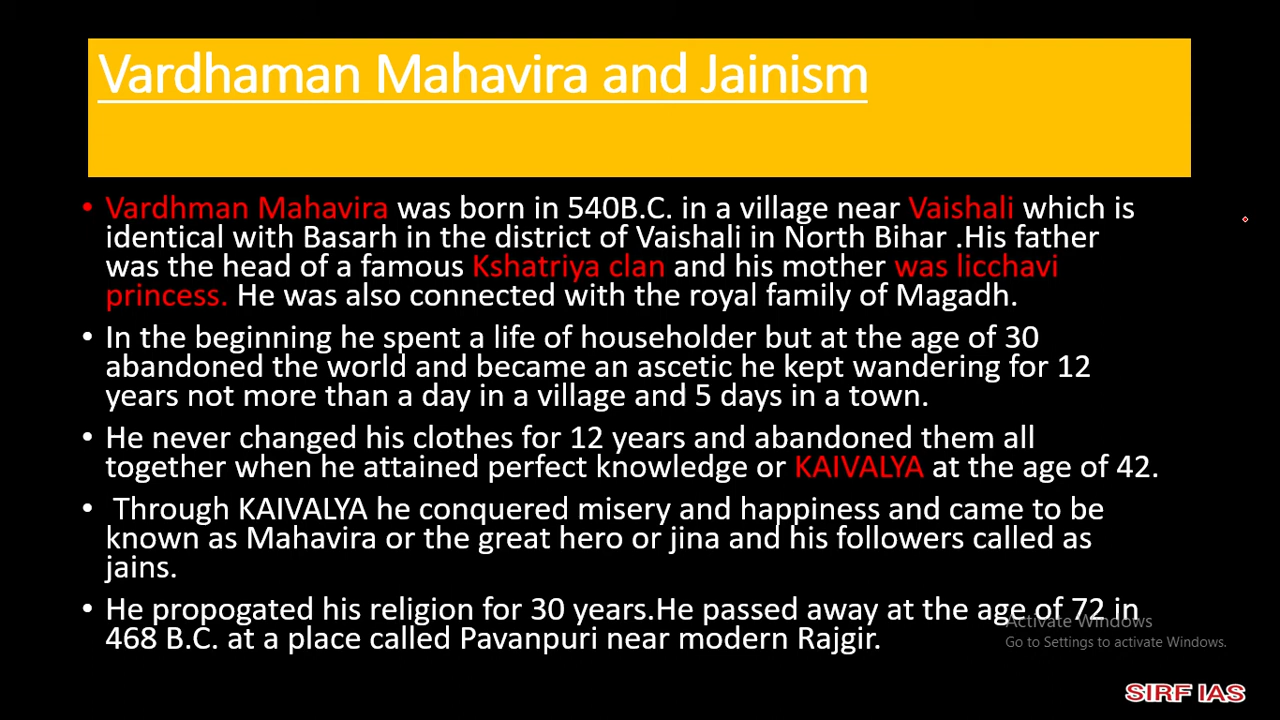 Vardhaman Mahavira and Jainism
• Vardhman Mahavira was born in 540B.C. in a village near Vaishali which is
identical with Basarh in the district of Vaishali in North Bihar .His father
was the head of a famous Kshatriya clan and his mother was licchavi
princess. He was also connected with the royal family of Magadh.
• In the beginning he spent a life of householder but at the age of 30
abandoned the world and became an ascetic he kept wandering for 12
years not more than a day in a village and 5 days in a town.
• He never changed his clothes for 12 years and abandoned them all
together when he attained perfect knowledge or KAIVALYA at the age of 42.
• Through KAIVALYA he conquered misery and happiness and came to be
known as Mahavira or the great hero or jina and his followers called as
jains.
• He propogated his religion for 30 years.He passed away at the age of 72 in
468 B.C. at a place called Pavanpuri near modern Rajgir.
Activate Windows
Go to Settings to activate Windows.
SIRF IAS